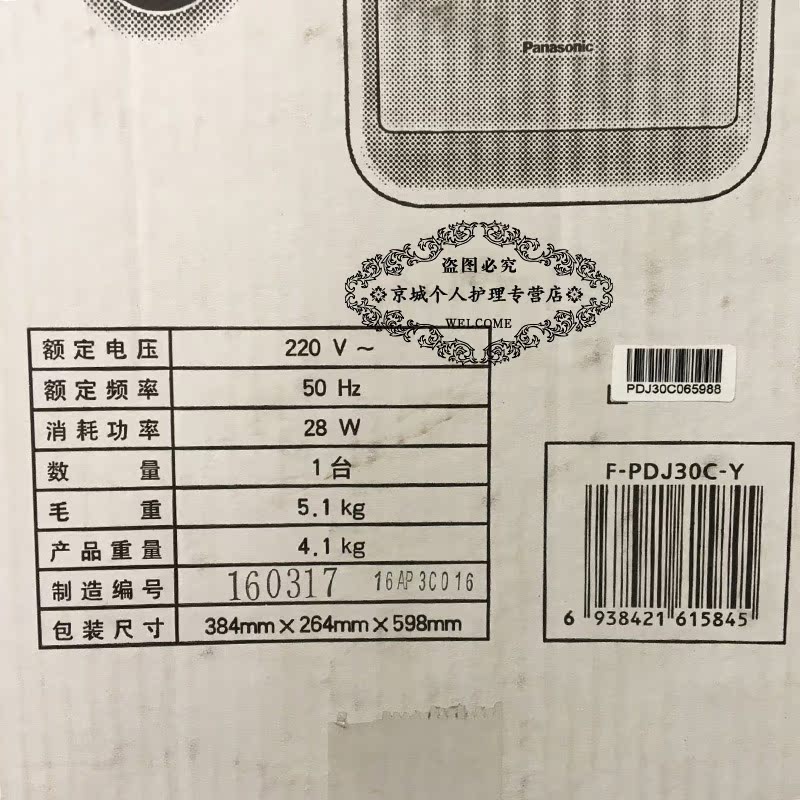 Panasonic
盗图必究
京城个人护理专营店
WELCOME
额定电压 220 V ~
额定频率 50 Hz
消耗功率 28 W
数量 1 台
毛重 5.1 kg
产品重量 4.1 kg
制造编号 160317 16AP3C016
包装尺寸 384mm×264mm×598mm
PDJ30C065988
F-PDJ30C-Y
6 938421 615845